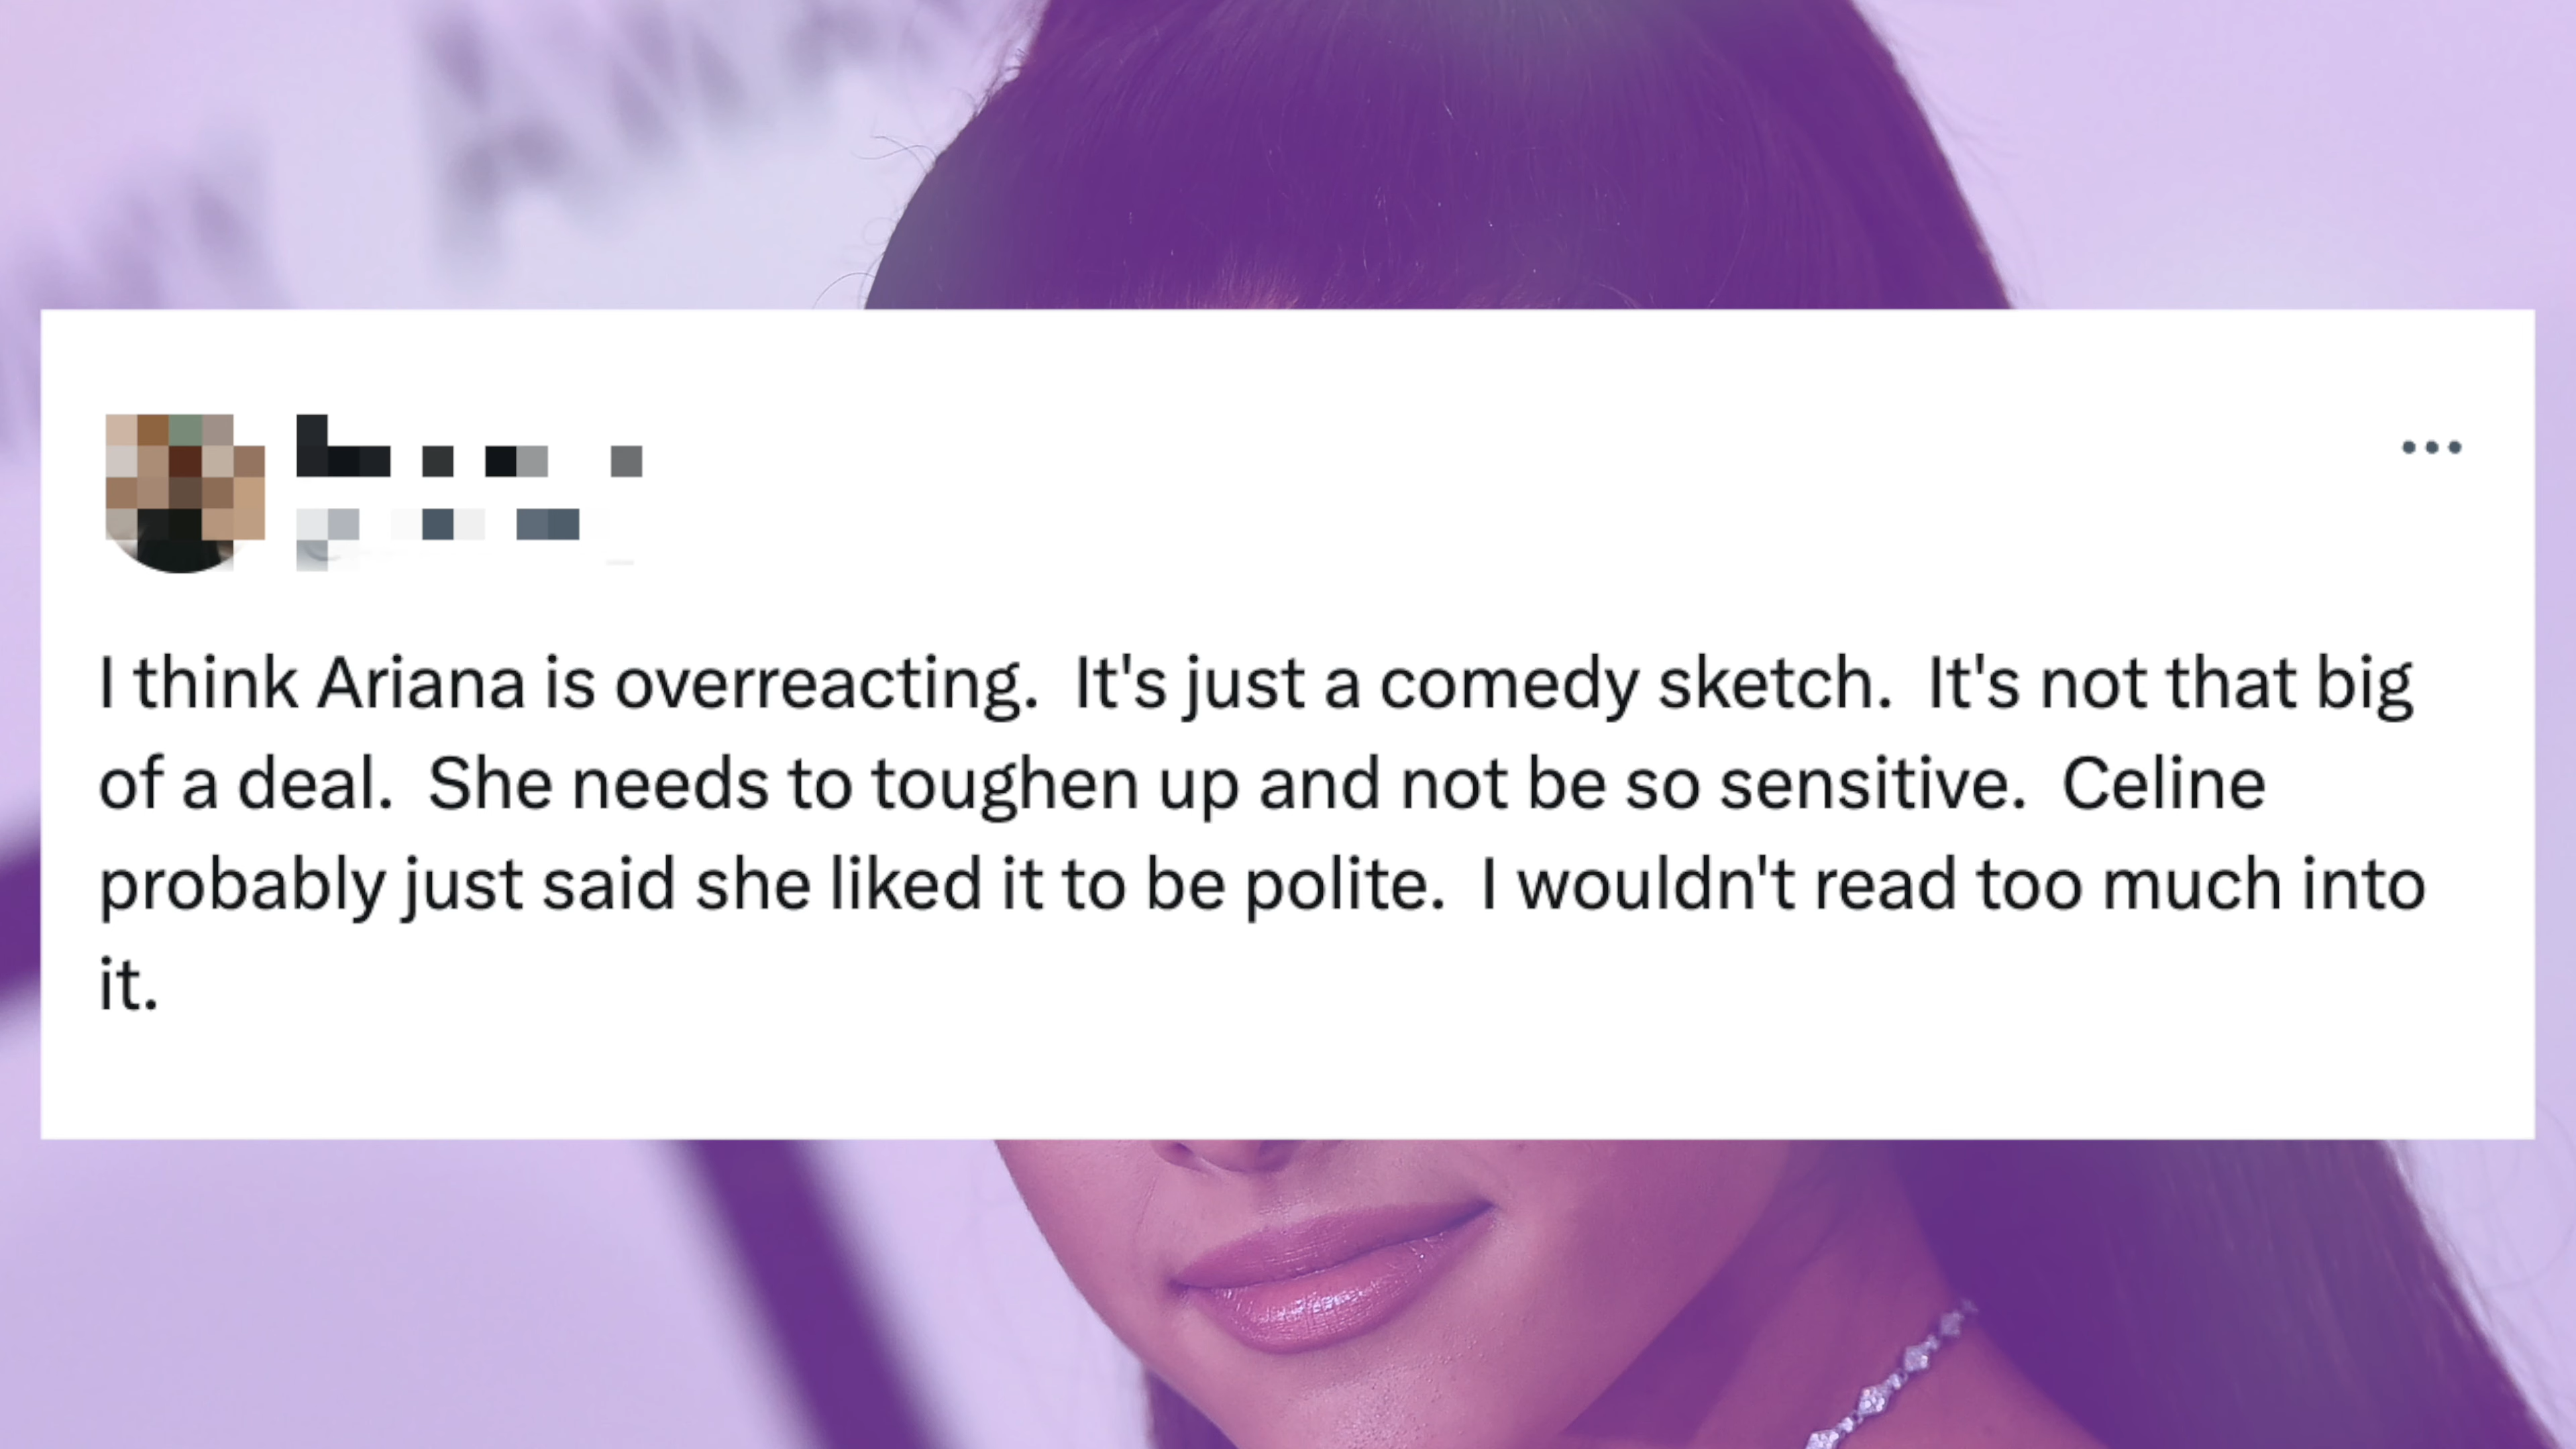 I think Ariana is overreacting.  It's just a comedy sketch.  It's not that big
of a deal.  She needs to toughen up and not be so sensitive.  Celine
probably just said she liked it to be polite.  I wouldn't read too much into
it.